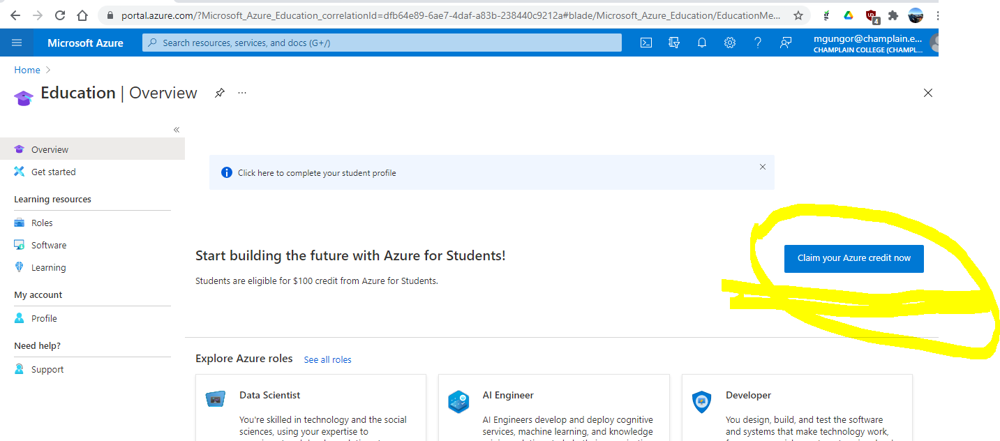 portal.azure.com/?Microsoft_Azure_Education_correlationId=dfb64e89-6ae7-4daf-a83b-238440c9212a#blade/Microsoft_Azure_Education/EducationMe...
4
Microsoft Azure
Search resources, services, and docs (G+/)
mgungor@champlain.e...
CHAMPLAIN COLLEGE (CHAMPL...
Home
Education | Overview
Overview
Get started
Learning resources
Roles
Software
Learning
My account
Profile
Need help?
Support
Click here to complete your student profile
Start building the future with Azure for Students!
Students are eligible for $100 credit from Azure for Students.
Claim your Azure credit now
Explore Azure roles See all roles
Data Scientist
You're skilled in technology and the social
sciences, using your expertise to
AI Engineer
AI Engineers develop and deploy cognitive
services, machine learning, and knowledge
Developer
You design, build, and test the software
and systems that make technology work,